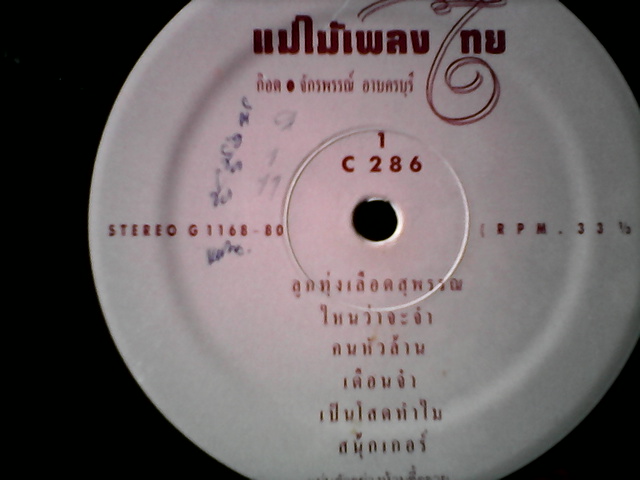 แม่ไม้เพลงไทย
ก๊อต ● จักรพรรณ์ อาบครบุรี
1
C 286
STEREO G 1168-80
RPM. 33 ⅓
ลูกทุ่งเลือดสุพรรณ
ไหนว่าจะจำ
คนหัวล้าน
เดือนจ๋า
เป็นโสดทำไม
สนุ๊กเกอร์